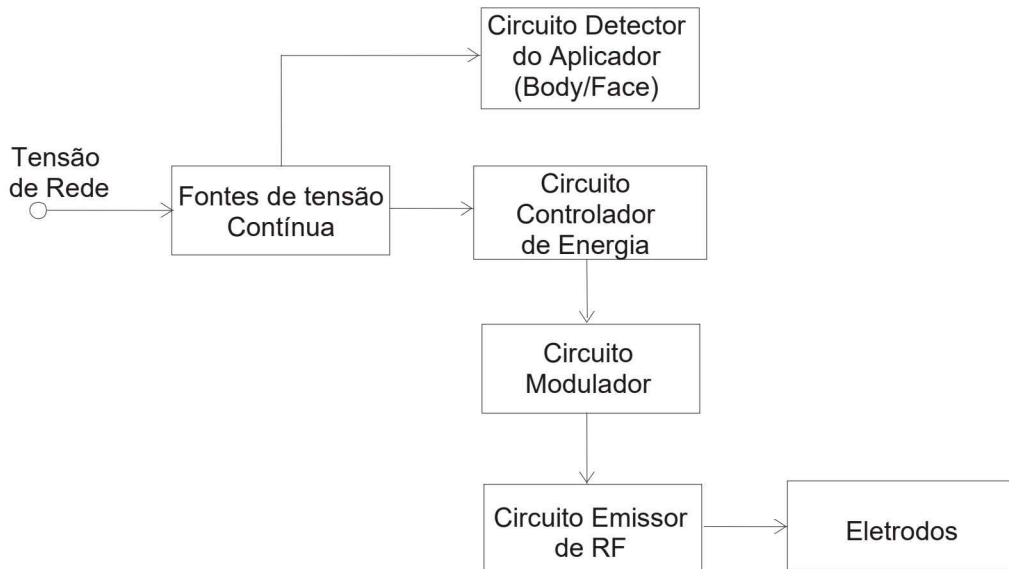 Circuito Detector
do Aplicador
(Body/Face)
Tensão
de Rede
Fontes de tensão
Contínua
Circuito
Controlador
de Energia
Circuito
Modulador
Circuito Emissor
de RF
Eletrodos